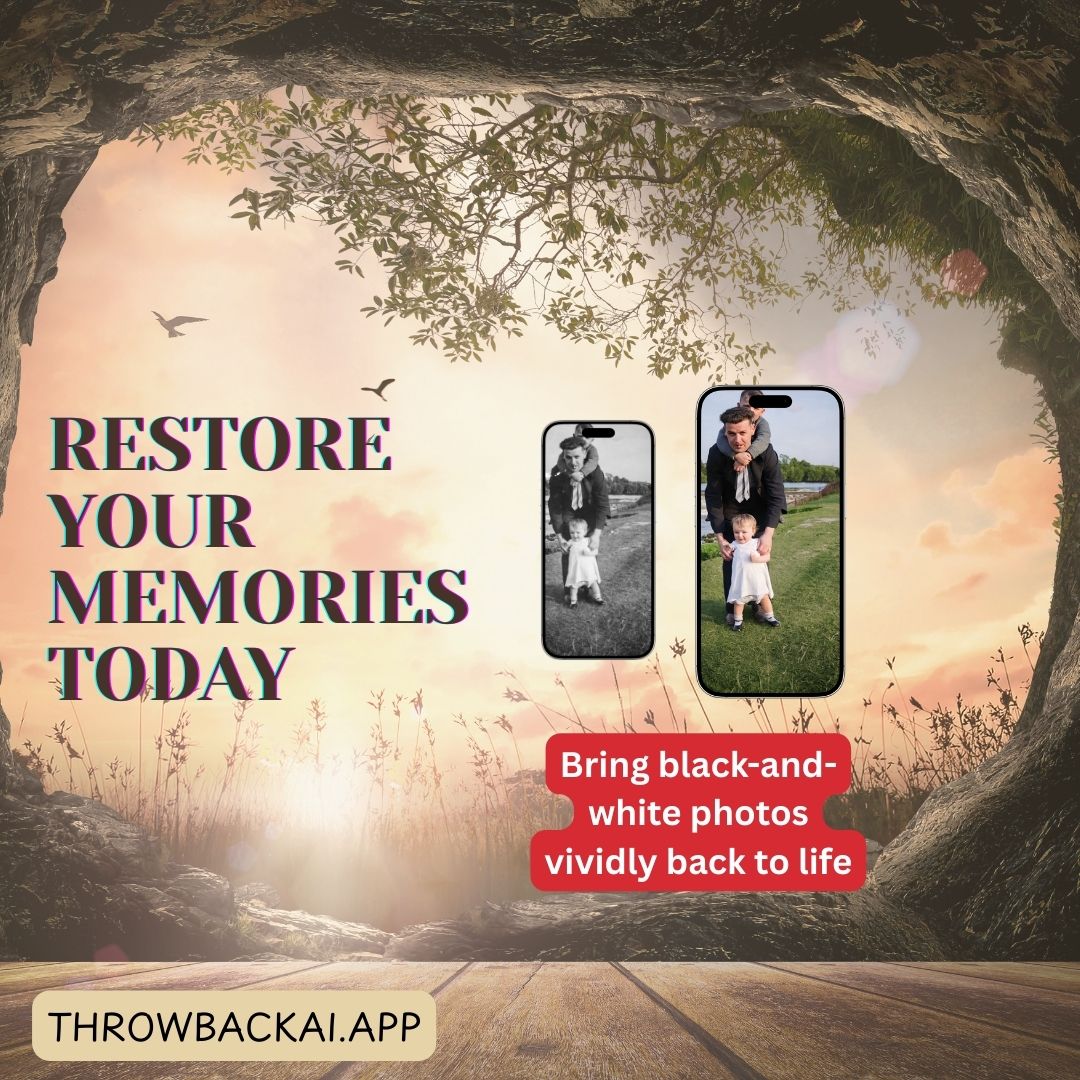 RESTORE
YOUR
MEMORIES
TODAY
Bring black-and-
white photos
vividly back to life
THROWBACKAI.APP